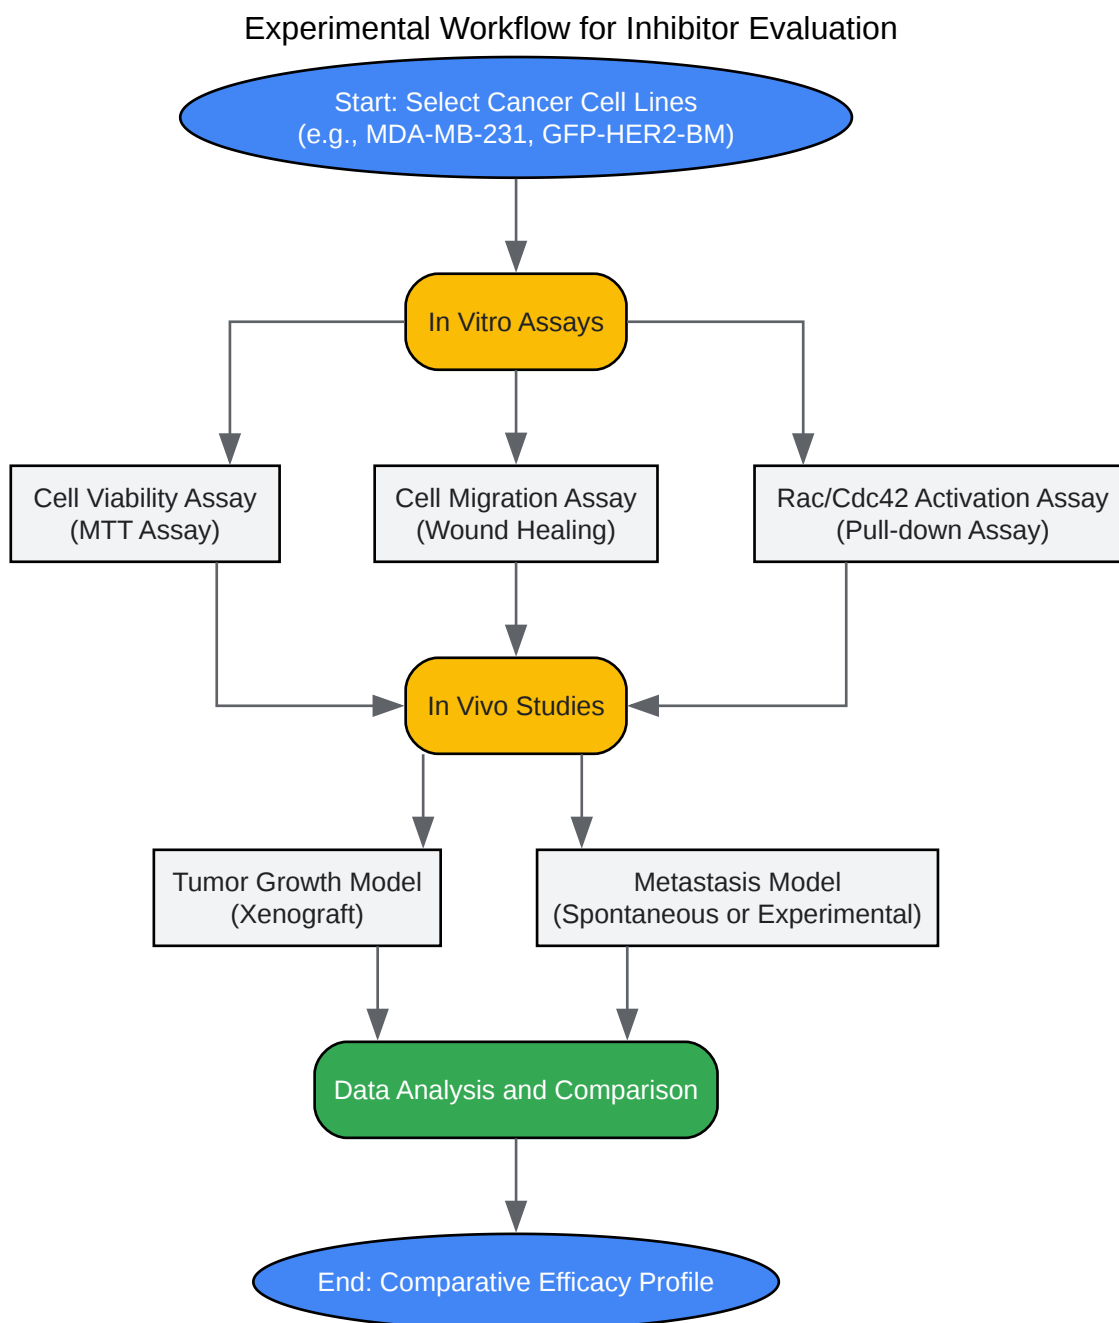 Experimental Workflow for Inhibitor Evaluation
Start: Select Cancer Cell Lines
(e.g., MDA-MB-231, GFP-HER2-BM)
In Vitro Assays
Cell Viability Assay
(MTT Assay)
Cell Migration Assay
(Wound Healing)
Rac/Cdc42 Activation Assay
(Pull-down Assay)
In Vivo Studies
Tumor Growth Model
(Xenograft)
Metastasis Model
(Spontaneous or Experimental)
Data Analysis and Comparison
End: Comparative Efficacy Profile